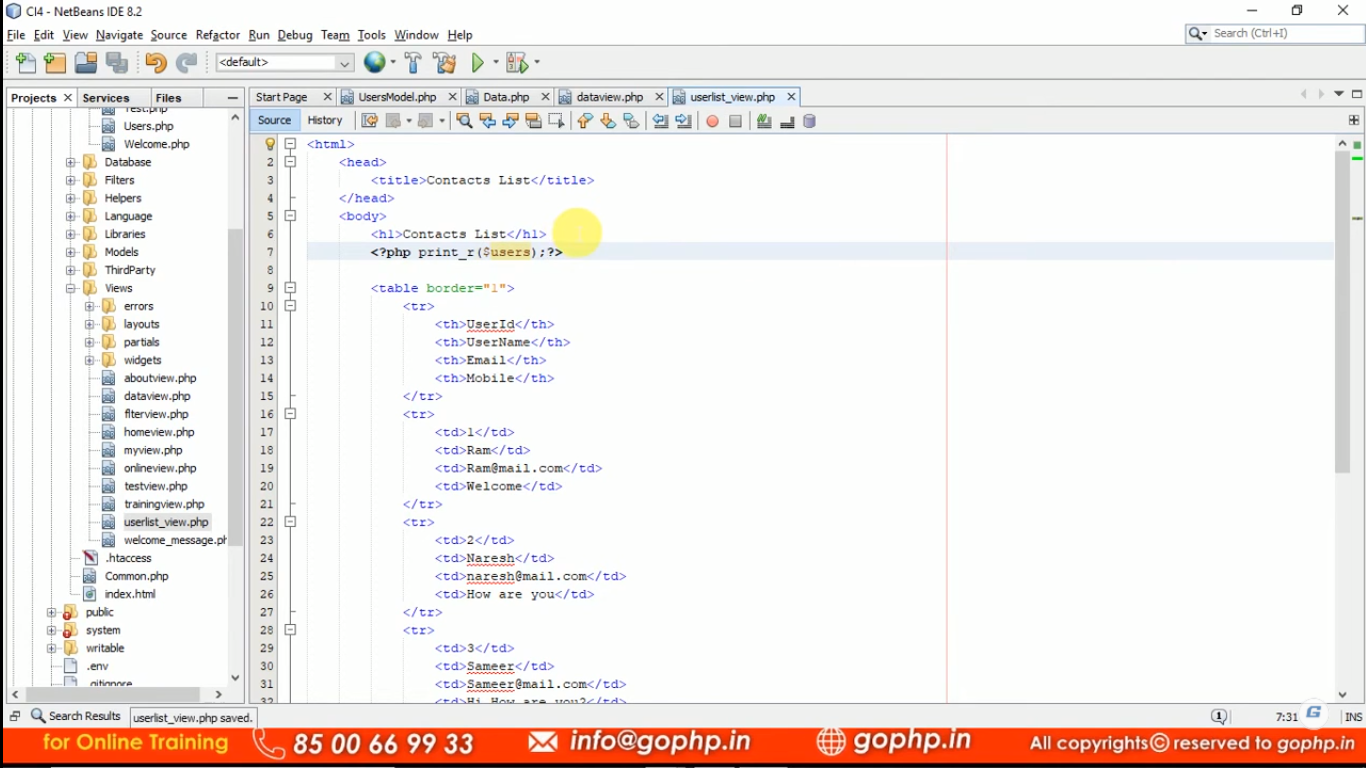 CI4 - NetBeans IDE 8.2
File Edit View Navigate Source Refactor Run Debug Team Tools Window Help
Search (Ctrl+I)
<default>
Projects Services Files
Start Page UsersModel.php Data.php dataview.php userlist_view.php
Source History
Test.php
Users.php
Welcome.php
Database
Filters
Helpers
Language
Libraries
Models
ThirdParty
Views
errors
layouts
partials
widgets
aboutview.php
dataview.php
flterview.php
homeview.php
myview.php
onlineview.php
testview.php
trainingview.php
userlist_view.php
welcome_message.ph
.htaccess
Common.php
index.html
public
system
writable
.env
.gitignore
<html>
2 <head>
3 <title>Contacts List</title>
4 </head>
5 <body>
6 <h1>Contacts List</h1>
7 <?php print_r($users);?>
8
9 <table border="1">
10 <tr>
11 <th>UserId</th>
12 <th>UserName</th>
13 <th>Email</th>
14 <th>Mobile</th>
15 </tr>
16 <tr>
17 <td>1</td>
18 <td>Ram</td>
19 <td>Ram@mail.com</td>
20 <td>Welcome</td>
21 </tr>
22 <tr>
23 <td>2</td>
24 <td>Naresh</td>
25 <td>naresh@mail.com</td>
26 <td>How are you</td>
27 </tr>
28 <tr>
29 <td>3</td>
30 <td>Sameer</td>
31 <td>Sameer@mail.com</td>
32 <td>Hi How are you?</td>
Search Results userlist_view.php saved. 1 7:31 G INS
for Online Training 85 00 66 99 33 info@gophp.in gophp.in All copyrights© reserved to gophp.in